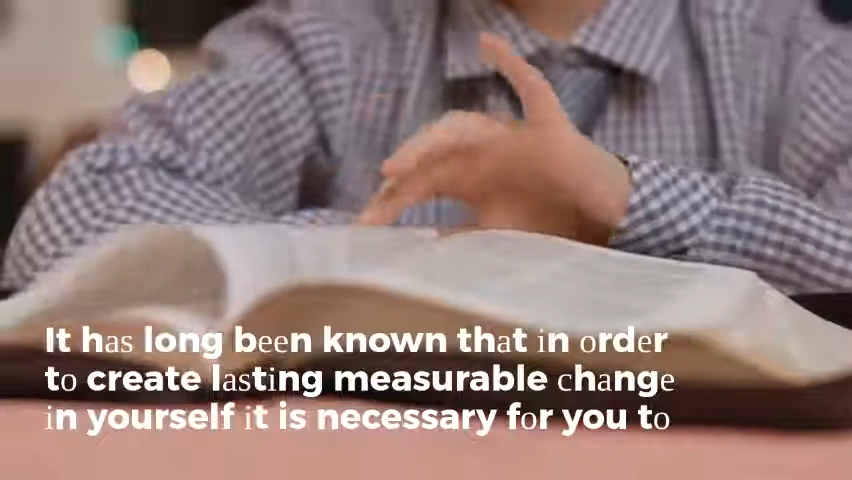 It has long been known that in order
to create lasting measurable change
in yourself it is necessary for you to